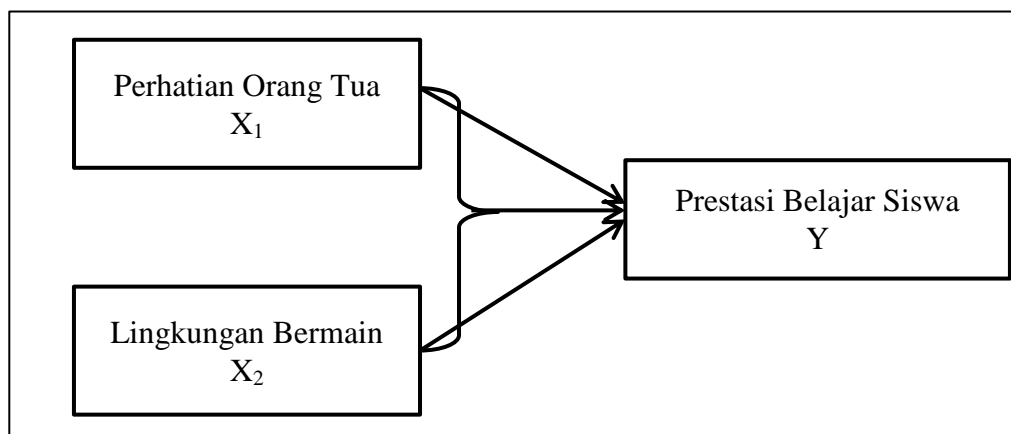 Perhatian Orang Tua
X₁
Prestasi Belajar Siswa
Y
Lingkungan Bermain
X₂